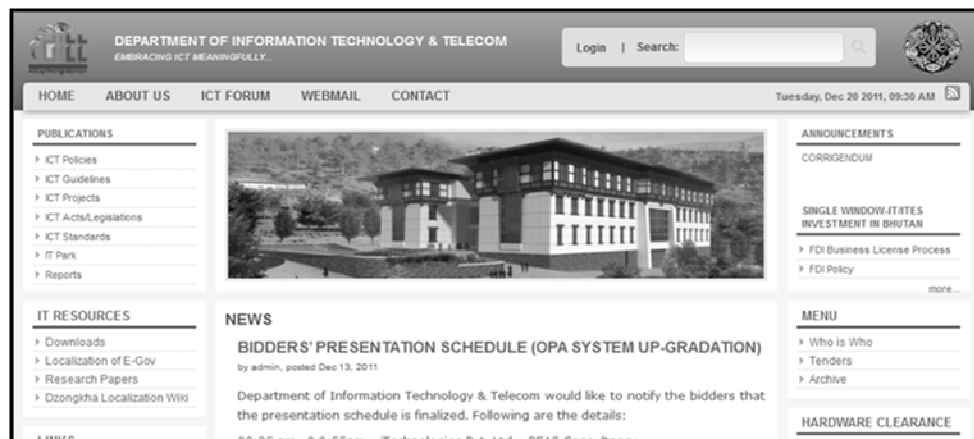 DEPARTMENT OF INFORMATION TECHNOLOGY & TELECOM
EMBRACING ICT MEANINGFULLY...
Login | Search:
HOME ABOUT US ICT FORUM WEBMAIL CONTACT
Tuesday, Dec 20 2011, 09:30 AM
PUBLICATIONS
ICT Policies
ICT Guidelines
ICT Projects
ICT Acts/Legislations
ICT Standards
IT Park
Reports
IT RESOURCES
Downloads
Localization of E-Gov
Research Papers
Dzongkha Localization Wiki
LINKS
NEWS
BIDDERS' PRESENTATION SCHEDULE (OPA SYSTEM UP-GRADATION)
by admin, posted Dec 13, 2011
Department of Information Technology & Telecom would like to notify the bidders that
the presentation schedule is finalized. Following are the details:
ANNOUNCEMENTS
CORRIGENDUM
SINGLE WINDOW-IT/ITES
INVESTMENT IN BHUTAN
FDI Business License Process
FDI Policy
more...
MENU
Who is Who
Tenders
Archive
HARDWARE CLEARANCE